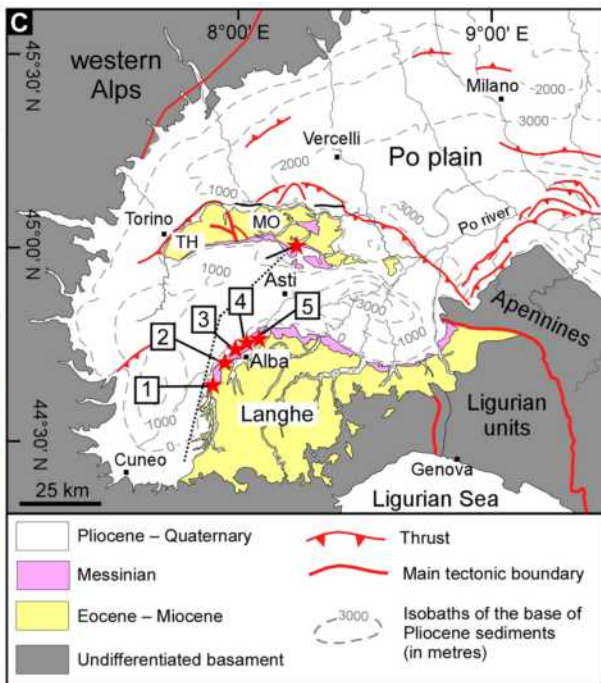 C
8°00' E
9°00' E
45°30' N
western
Alps
Milano
2000
3000
Vercelli
2000
Po plain
1000
Torino
MO
TH
Po river
45°00' N
1000
Asti
3
4
5
2
1000
Apennines
Alba
1
Langhe
Ligurian
units
44°30' N
1000
0
Cuneo
Genova
25 km
Ligurian Sea
Pliocene – Quaternary
Thrust
Messinian
Main tectonic boundary
Eocene – Miocene
3000
Isobaths of the base of
Pliocene sediments
(in metres)
Undifferentiated basament